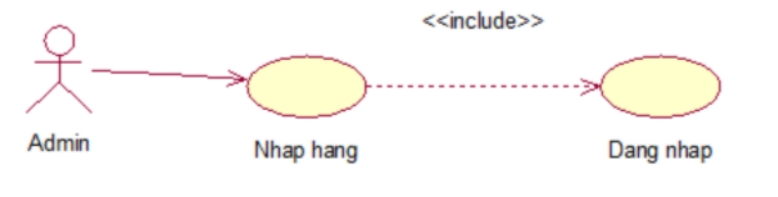 <<include>>
Admin
Nhap hang
Dang nhap